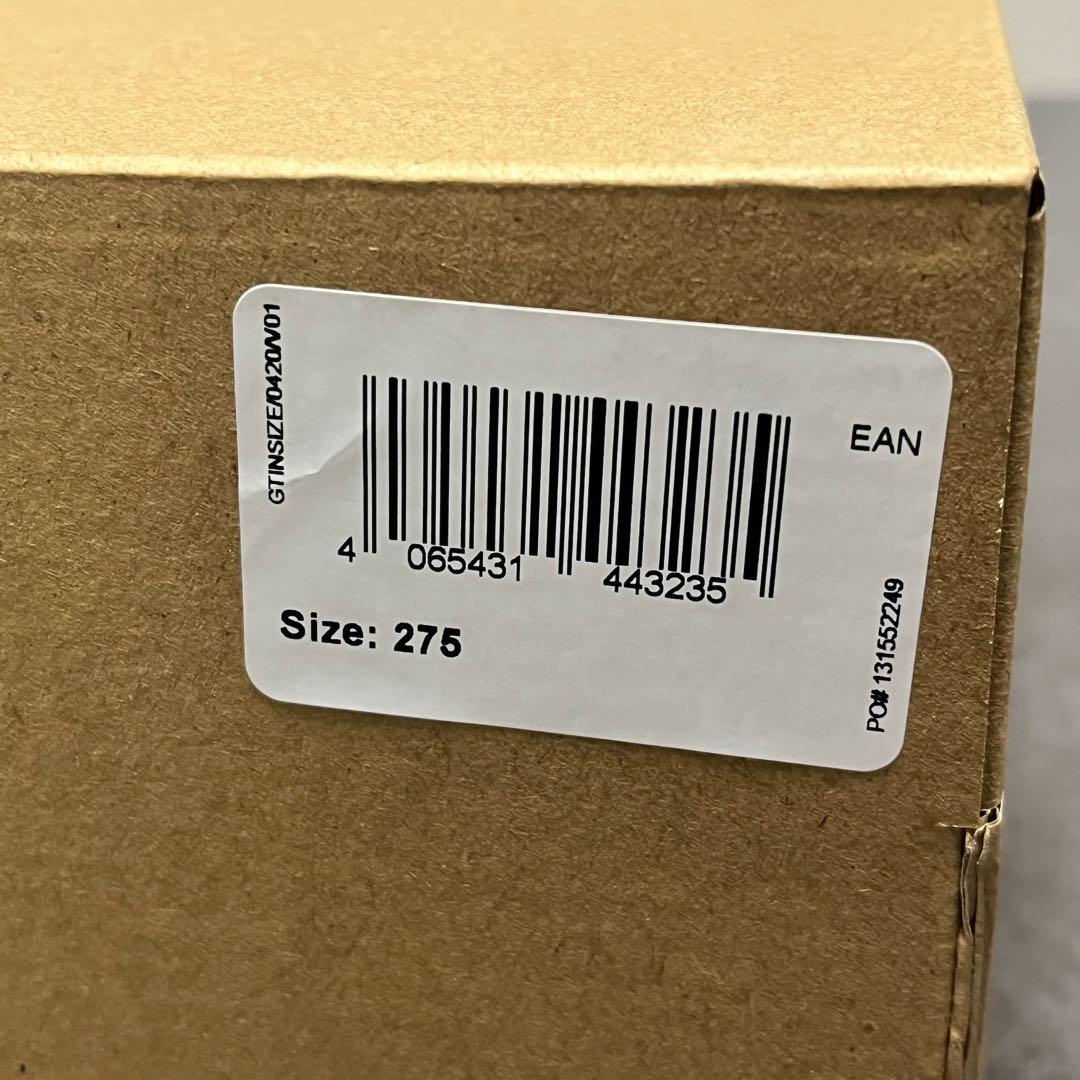 GTINSIZE/0420/V01
EAN
4 065431 443235
Size: 275
PO# 131552249